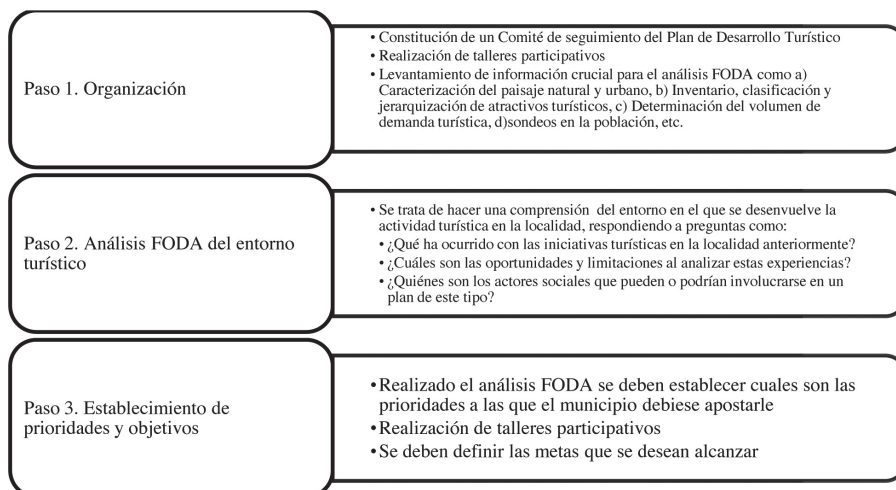 Paso 1. Organización
• Constitución de un Comité de seguimiento del Plan de Desarrollo Turístico
• Realización de talleres participativos
• Levantamiento de información crucial para el análisis FODA como a)
Caracterización del paisaje natural y urbano, b) Inventario, clasificación y
jerarquización de atractivos turísticos, c) Determinación del volumen de
demanda turística, d)sondeos en la población, etc.
Paso 2. Análisis FODA del entorno
turístico
• Se trata de hacer una comprensión del entorno en el que se desenvuelve la
actividad turística en la localidad, respondiendo a preguntas como:
• ¿Qué ha ocurrido con las iniciativas turísticas en la localidad anteriormente?
• ¿Cuáles son las oportunidades y limitaciones al analizar estas experiencias?
• ¿Quiénes son los actores sociales que pueden o podrían involucrarse en un
plan de este tipo?
Paso 3. Establecimiento de
prioridades y objetivos
• Realizado el análisis FODA se deben establecer cuales son las
prioridades a las que el municipio debiese apostarle
• Realización de talleres participativos
• Se deben definir las metas que se desean alcanzar